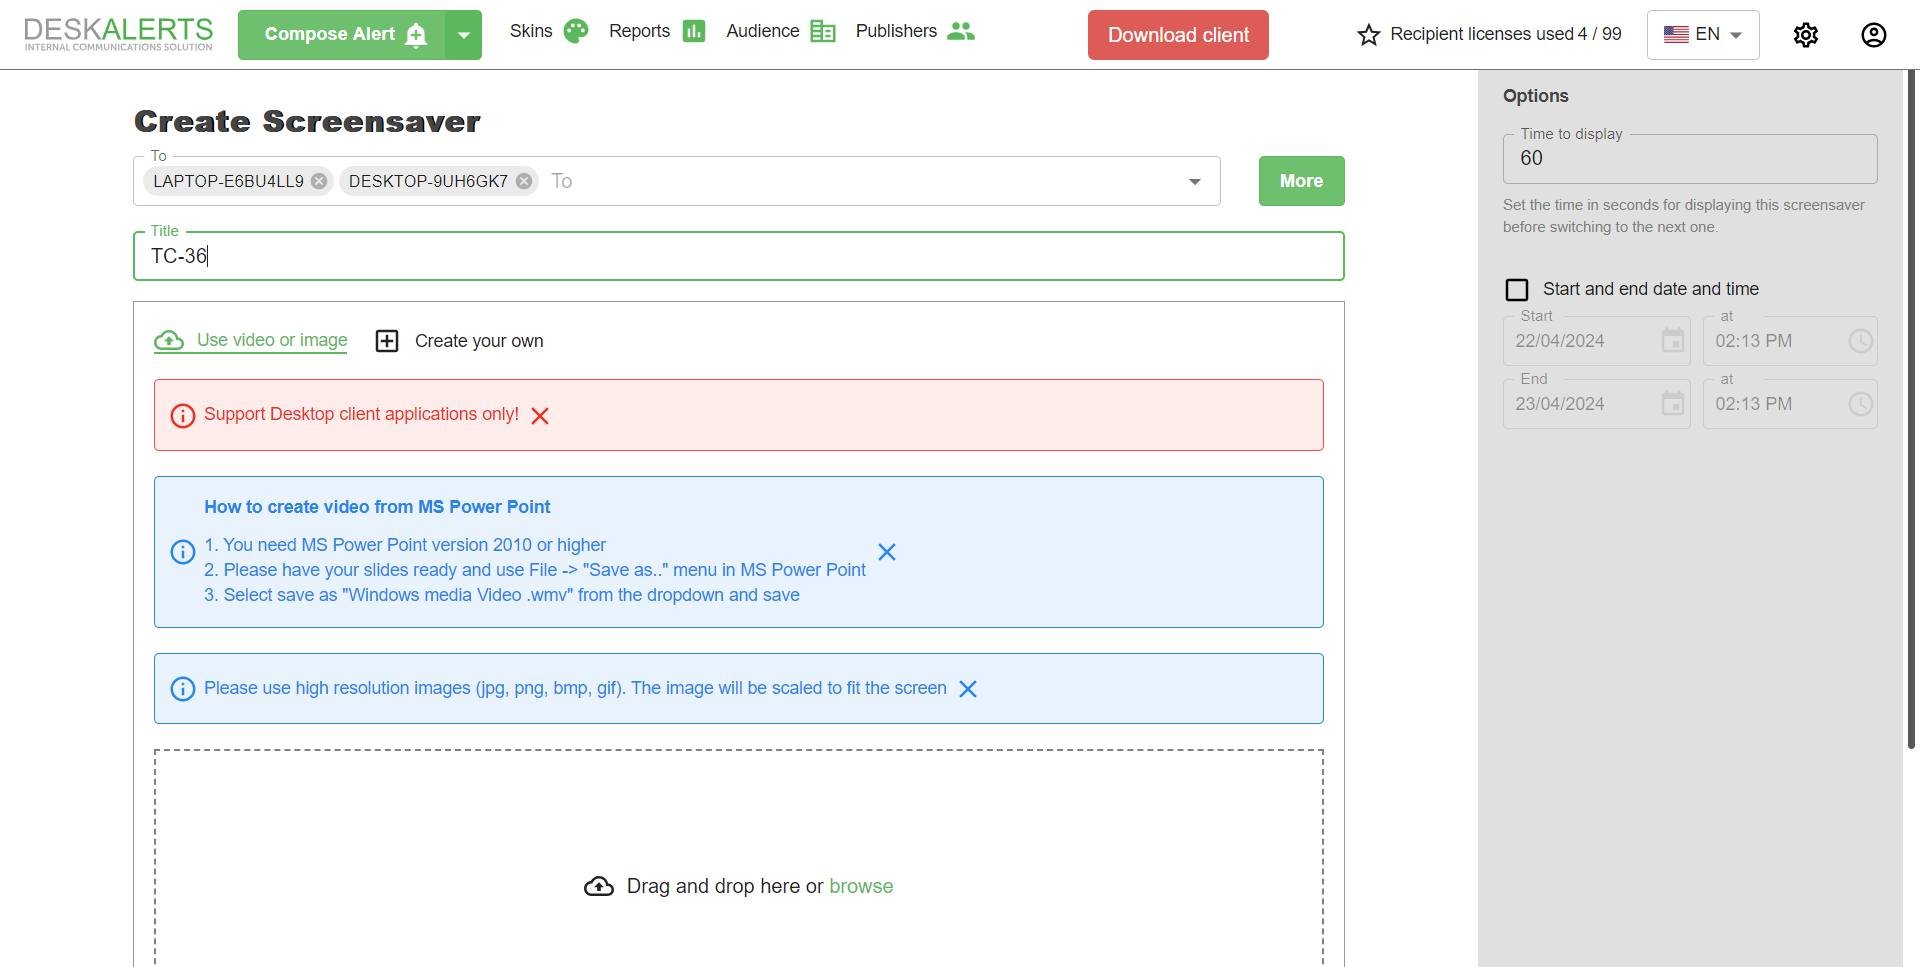 DESKALERTS
INTERNAL COMMUNICATIONS SOLUTION
Compose Alert
Skins
Reports
Audience
Publishers
Download client
Recipient licenses used 4 / 99
EN
Create Screensaver
To
LAPTOP-E6BU4LL9
DESKTOP-9UH6GK7
To
More
Title
TC-36
Use video or image
Create your own
Support Desktop client applications only!
How to create video from MS Power Point
1. You need MS Power Point version 2010 or higher
2. Please have your slides ready and use File -> "Save as.." menu in MS Power Point
3. Select save as "Windows media Video .wmv" from the dropdown and save
Please use high resolution images (jpg, png, bmp, gif). The image will be scaled to fit the screen
Drag and drop here or browse
Options
Time to display
60
Set the time in seconds for displaying this screensaver
before switching to the next one.
Start and end date and time
Start
22/04/2024
at
02:13 PM
End
23/04/2024
at
02:13 PM